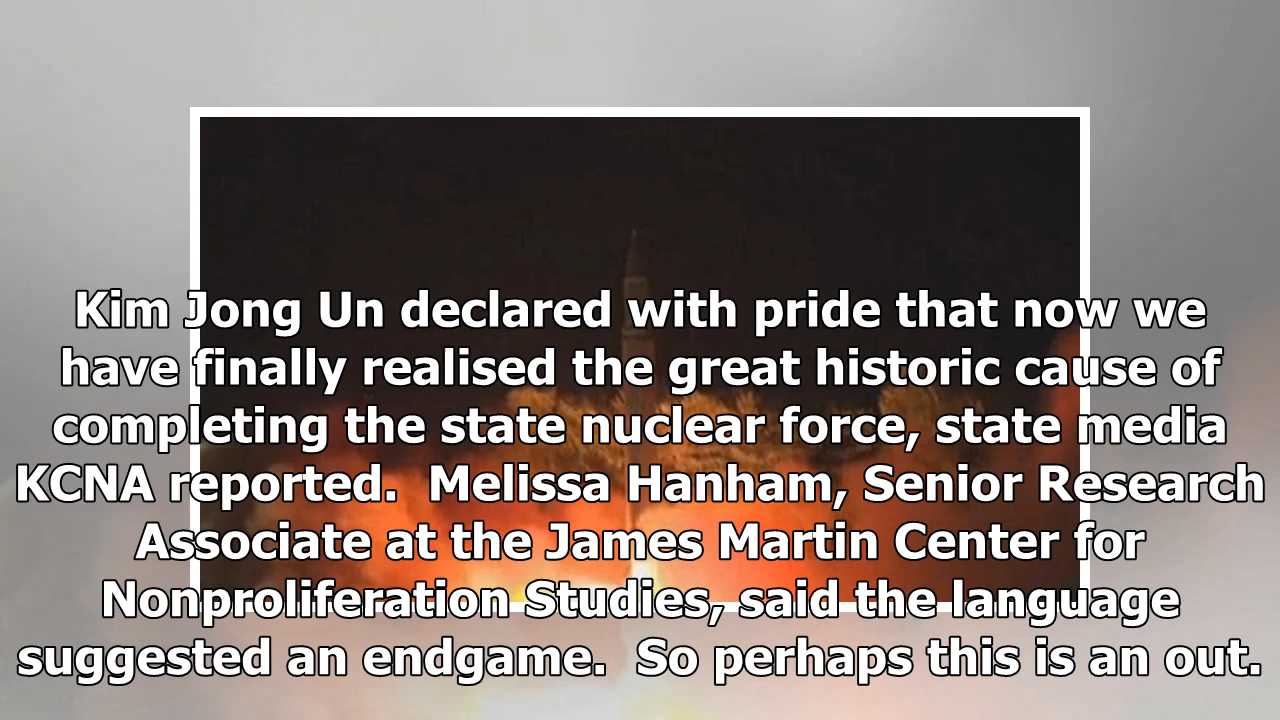 Kim Jong Un declared with pride that now we
have finally realised the great historic cause of
completing the state nuclear force, state media
KCNA reported.  Melissa Hanham, Senior Research
Associate at the James Martin Center for
Nonproliferation Studies, said the language
suggested an endgame.  So perhaps this is an out.